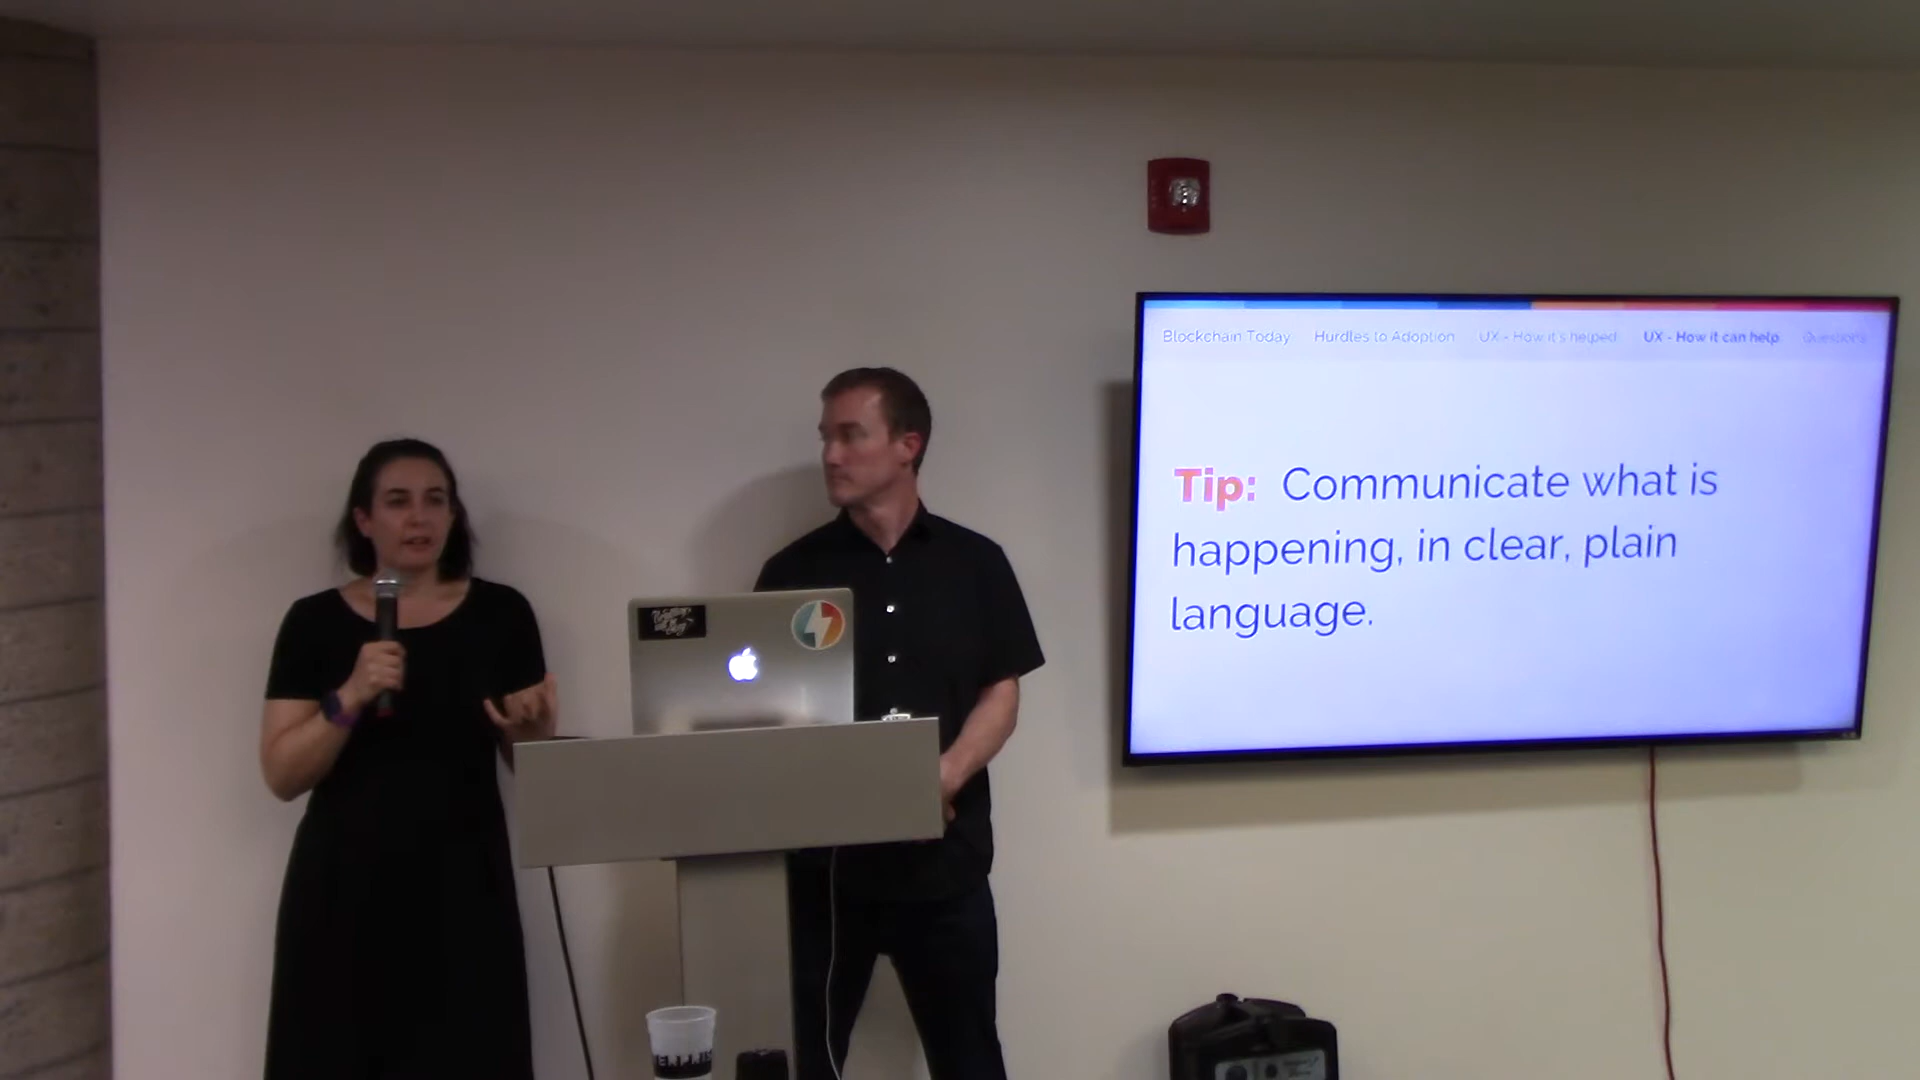 Blockchain Today Hurdles to Adoption UX - How it's helped UX - How it can help Questions
Tip: Communicate what is
happening, in clear, plain
language.